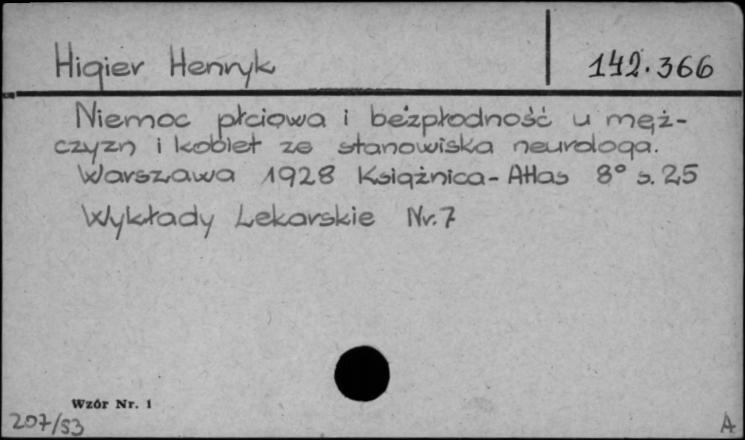 Higier Henryk 142.366
Niemoc płciowa i bezpłodność u męż-
czyzn i kobiet ze stanowiska neurologa.
Warszawa 1928 Książnica-Atlas 8° s. 25
Wykłady Lekarskie Nr. 7
Wzór Nr. 1
207/53 A